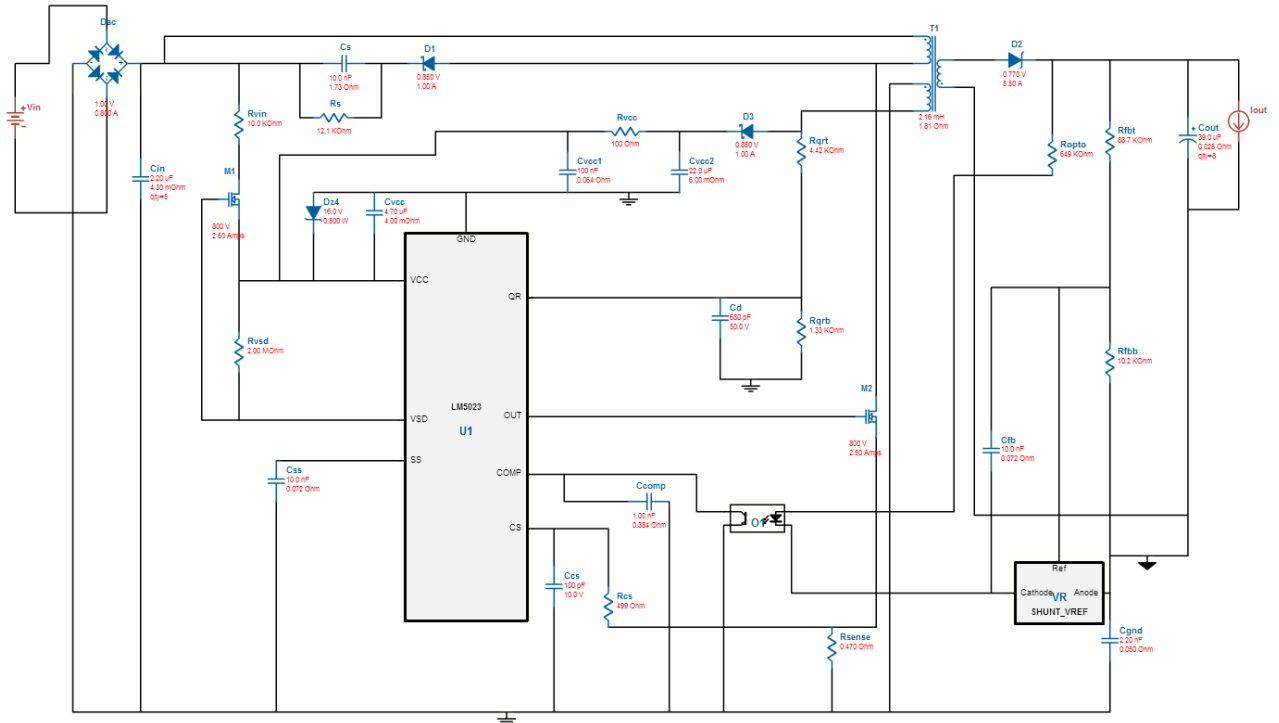 Dac
1.00 V
0.800 A
Vin
Cs
10.0 nF
1.73 Ohm
Rs
12.1 KOhm
D1
0.850 V
1.00 A
T1
2.16 mH
1.81 Ohm
D2
0.770 V
5.50 A
Iout
Rvin
10.0 KOhm
Rvcc
100 Ohm
D3
0.850 V
1.00 A
Rqrt
4.42 KOhm
Ropto
649 KOhm
Rfbt
88.7 KOhm
Cout
39.0 uF
0.025 Ohm
qty=8
Cin
2.20 uF
4.30 mOhm
qty=6
M1
800 V
2.50 Amps
Cvcc1
100 nF
0.064 Ohm
Cvcc2
22.0 uF
6.00 mOhm
Dz4
16.0 V
0.500 W
Cvcc
4.70 uF
4.00 mOhm
GND
VCC
QR
Cd
680 pF
50.0 V
Rqrb
1.33 KOhm
Rvsd
2.00 MOhm
Rfbb
10.2 KOhm
M2
800 V
2.50 Amps
LM5023
U1
VSD
OUT
SS
COMP
CS
Css
10.0 nF
0.072 Ohm
Ccomp
1.00 nF
0.384 Ohm
O1
Cfb
10.0 nF
0.072 Ohm
Ccs
100 pF
10.0 V
Rcs
499 Ohm
Rsense
0.470 Ohm
Ref
Cathode
VR
Anode
SHUNT_VREF
Cgnd
2.20 nF
0.050 Ohm